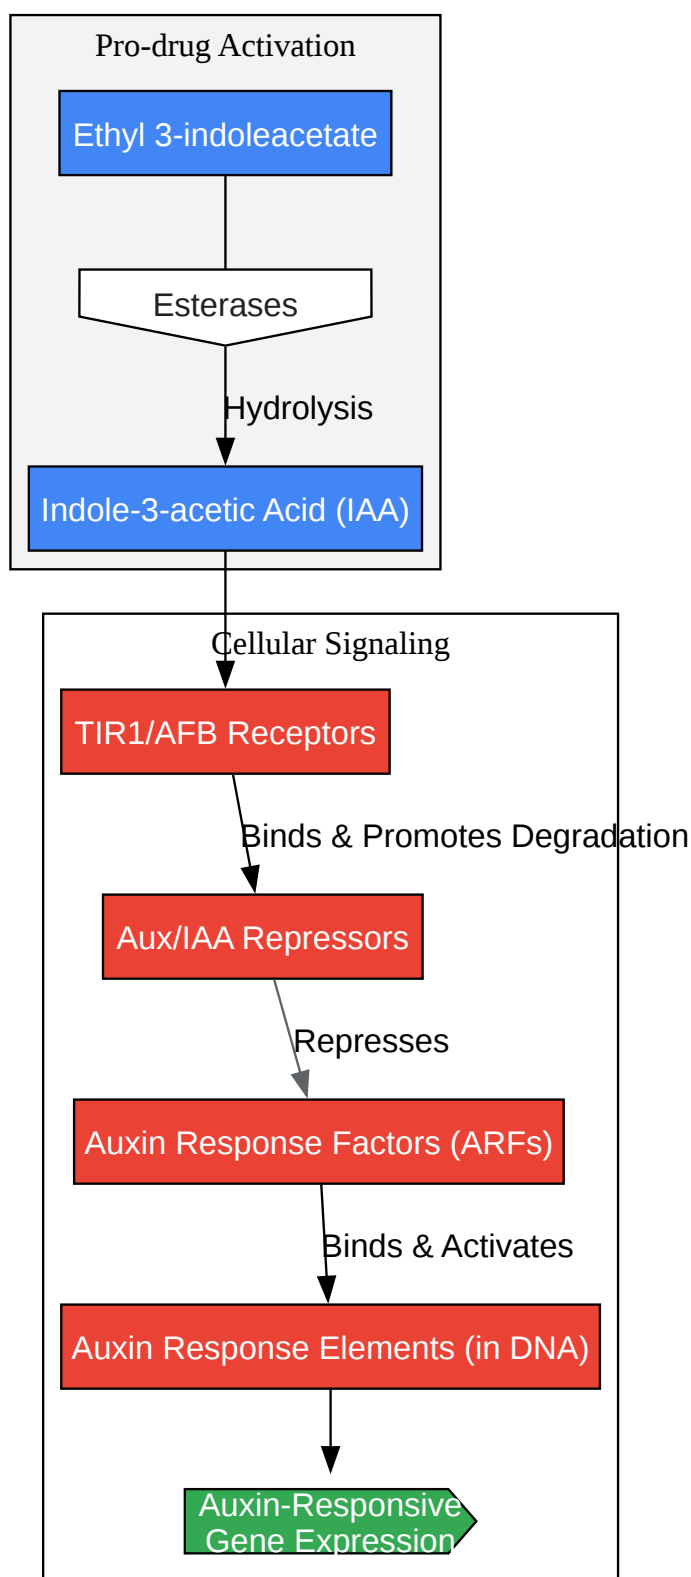 Pro-drug Activation
Ethyl 3-indoleacetate
Esterases
Hydrolysis
Indole-3-acetic Acid (IAA)
Cellular Signaling
TIR1/AFB Receptors
Binds & Promotes Degradation
Aux/IAA Repressors
Represses
Auxin Response Factors (ARFs)
Binds & Activates
Auxin Response Elements (in DNA)
Auxin-Responsive
Gene Expression